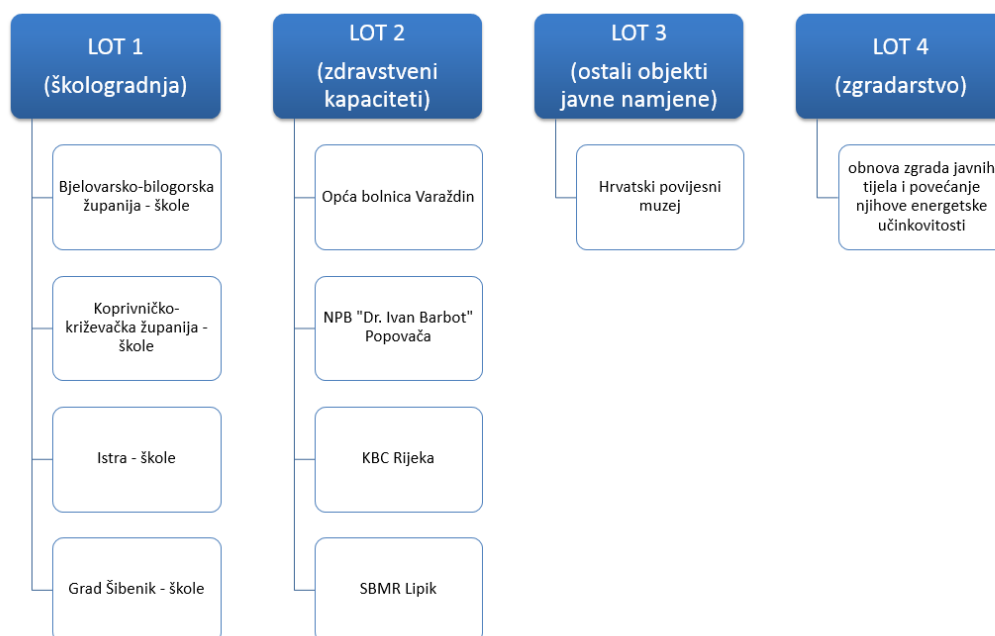 LOT 1
(škologradnja)
Bjelovarsko-bilogorska
županija - škole
Koprivničko-
križevačka županija -
škole
Istra - škole
Grad Šibenik - škole
LOT 2
(zdravstveni
kapaciteti)
Opća bolnica Varaždin
NPB "Dr. Ivan Barbot"
Popovača
KBC Rijeka
SBMR Lipik
LOT 3
(ostali objekti
javne namjene)
Hrvatski povijesni
muzej
LOT 4
(zgradarstvo)
obnova zgrada javnih
tijela i povećanje
njihove energetske
učinkovitosti